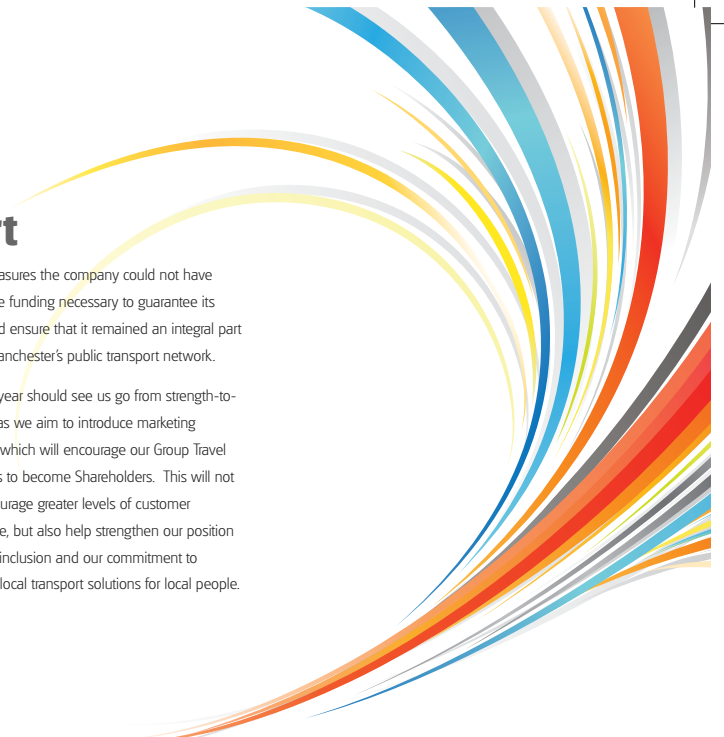 rt
asures the company could not have
e funding necessary to guarantee its
d ensure that it remained an integral part
anchester's public transport network.
year should see us go from strength-to-
as we aim to introduce marketing
which will encourage our Group Travel
s to become Shareholders. This will not
urage greater levels of customer
e, but also help strengthen our position
inclusion and our commitment to
local transport solutions for local people.